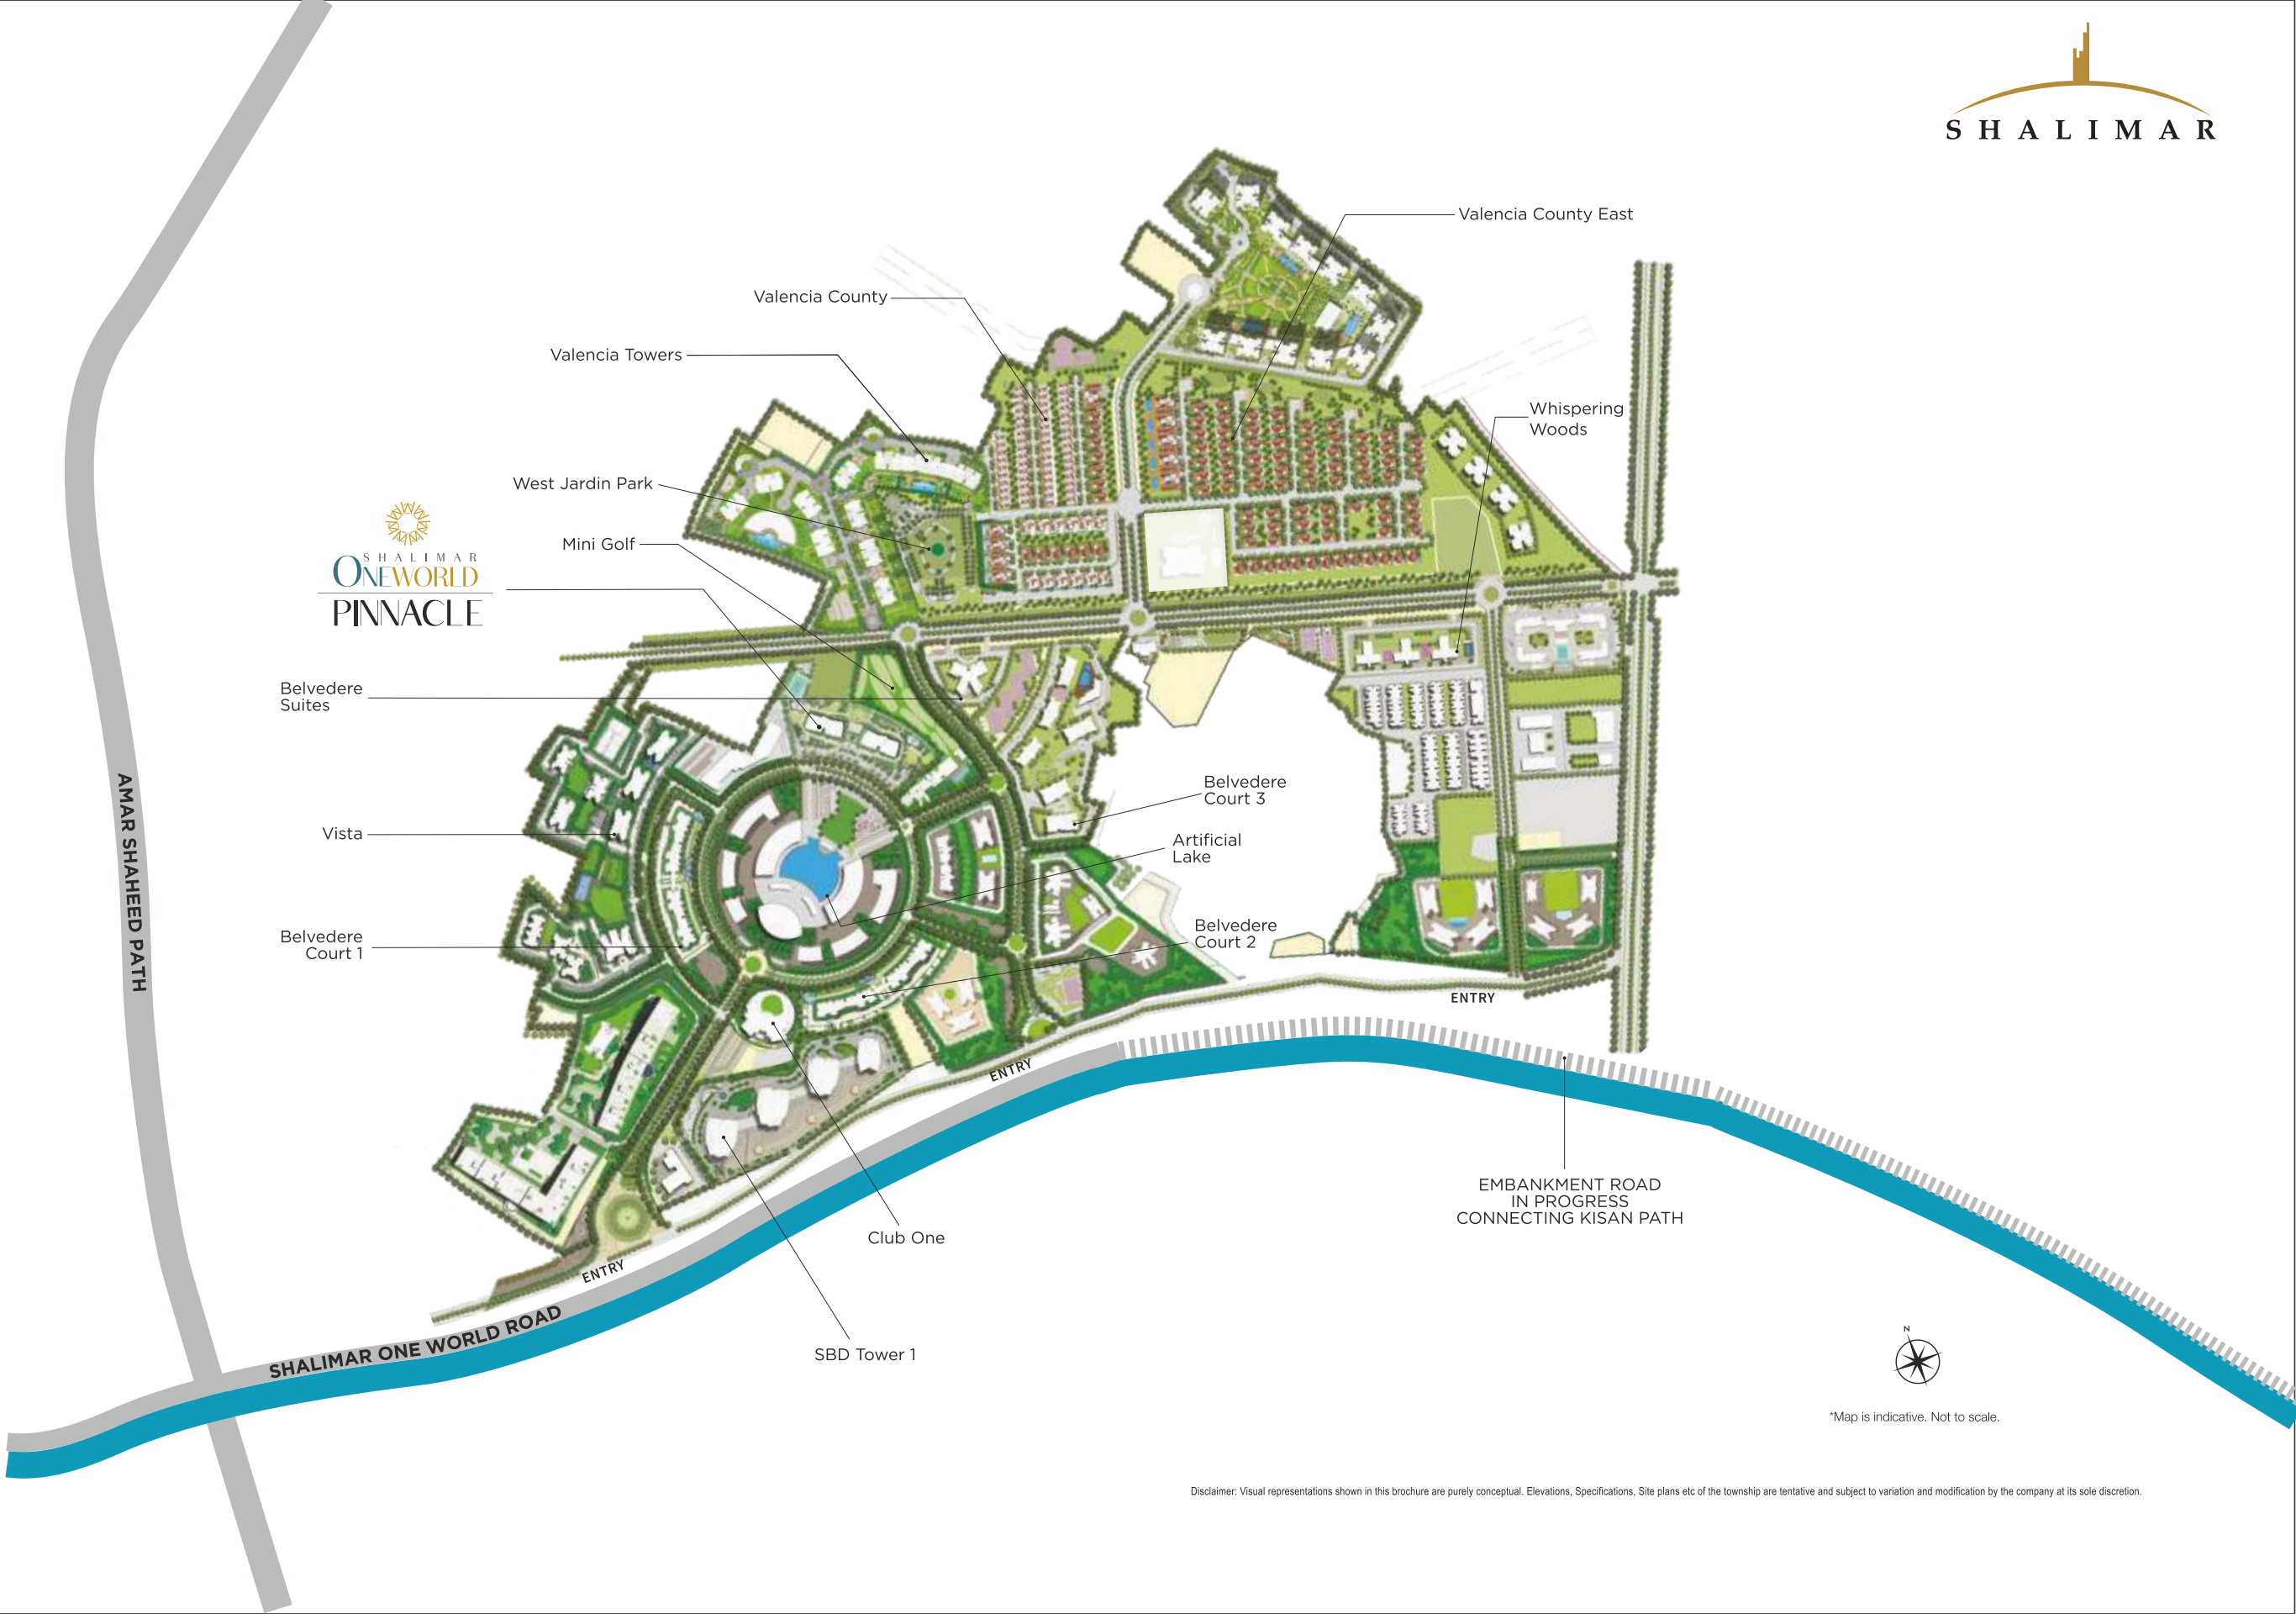 SHALIMAR
Valencia County East
Valencia County
Valencia Towers
Whispering
Woods
West Jardin Park
Mini Golf
SHALIMAR
ONEWORLD
PINNACLE
Belvedere
Suites
Belvedere
Court 3
Vista
Artificial
Lake
Belvedere
Court 2
Belvedere
Court 1
AMAR SHAHEED PATH
ENTRY
ENTRY
EMBANKMENT ROAD
IN PROGRESS
CONNECTING KISAN PATH
Club One
ENTRY
SHALIMAR ONE WORLD ROAD
SBD Tower 1
N
*Map is indicative. Not to scale.
Disclaimer: Visual representations shown in this brochure are purely conceptual. Elevations, Specifications, Site plans etc of the township are tentative and subject to variation and modification by the company at its sole discretion.